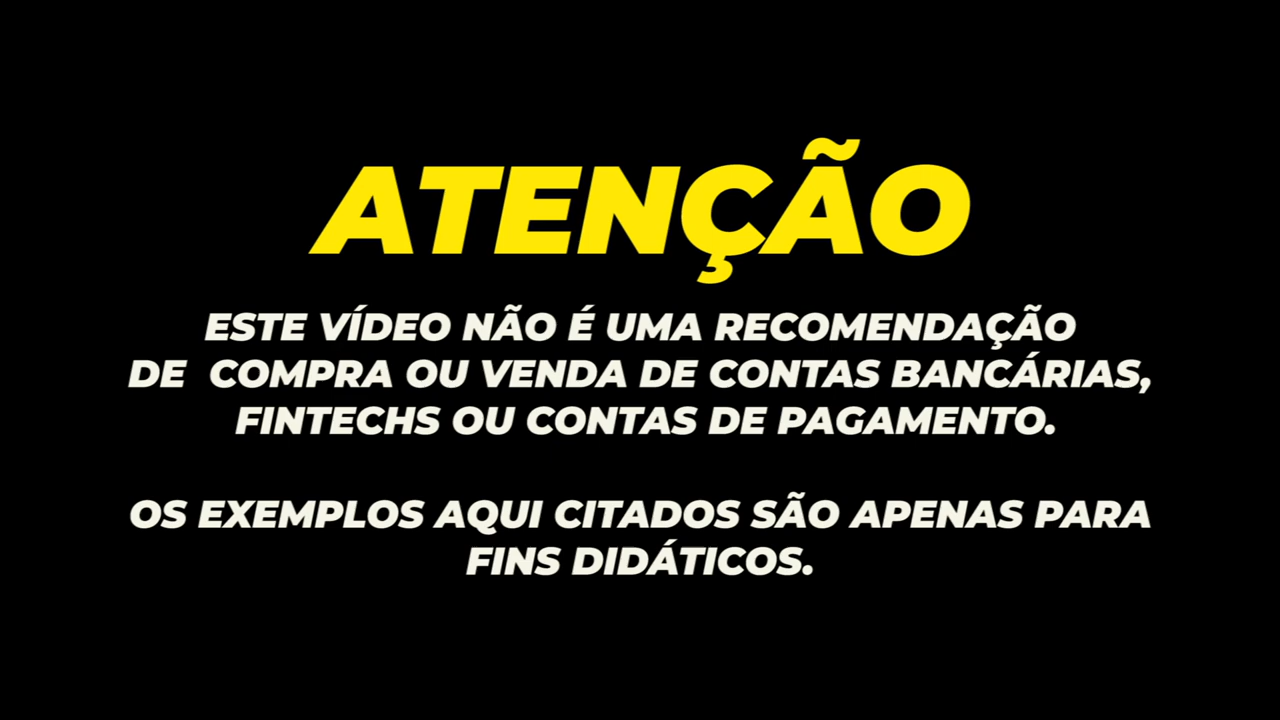 ATENÇÃO
ESTE VÍDEO NÃO É UMA RECOMENDAÇÃO
DE COMPRA OU VENDA DE CONTAS BANCÁRIAS,
FINTECHS OU CONTAS DE PAGAMENTO.
OS EXEMPLOS AQUI CITADOS SÃO APENAS PARA
FINS DIDÁTICOS.